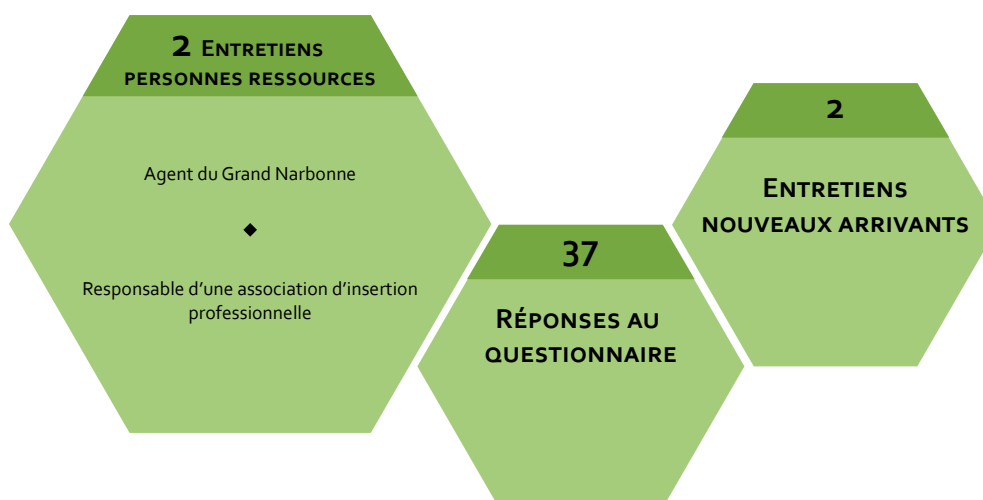 2 Entretiens
personnes ressources
Agent du Grand Narbonne
◆
Responsable d'une association d'insertion
professionnelle
37
Réponses au
questionnaire
2
Entretiens
nouveaux arrivants